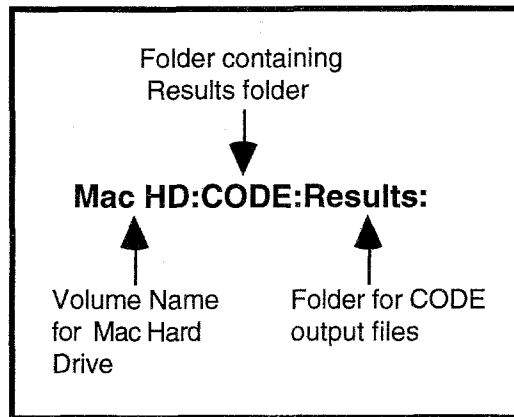 Folder containing
Results folder
Mac HD:CODE:Results:
Volume Name
for Mac Hard
Drive
Folder for CODE
output files